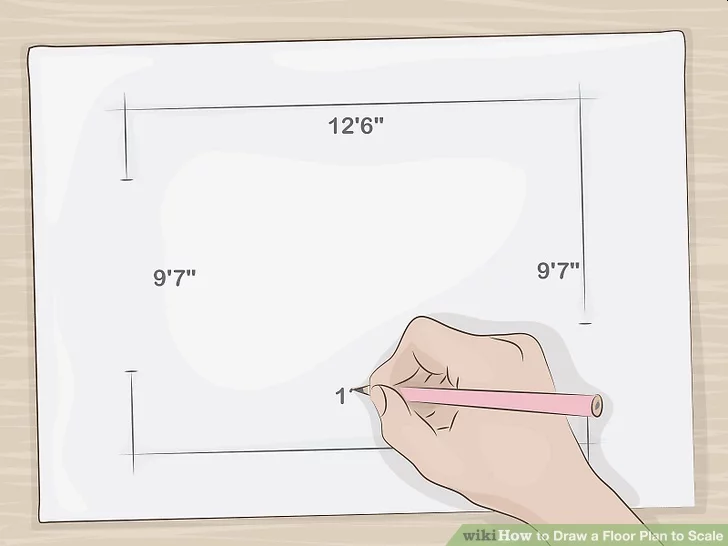 12'6"
9'7"
9'7"
1'
wikiHow to Draw a Floor Plan to Scale